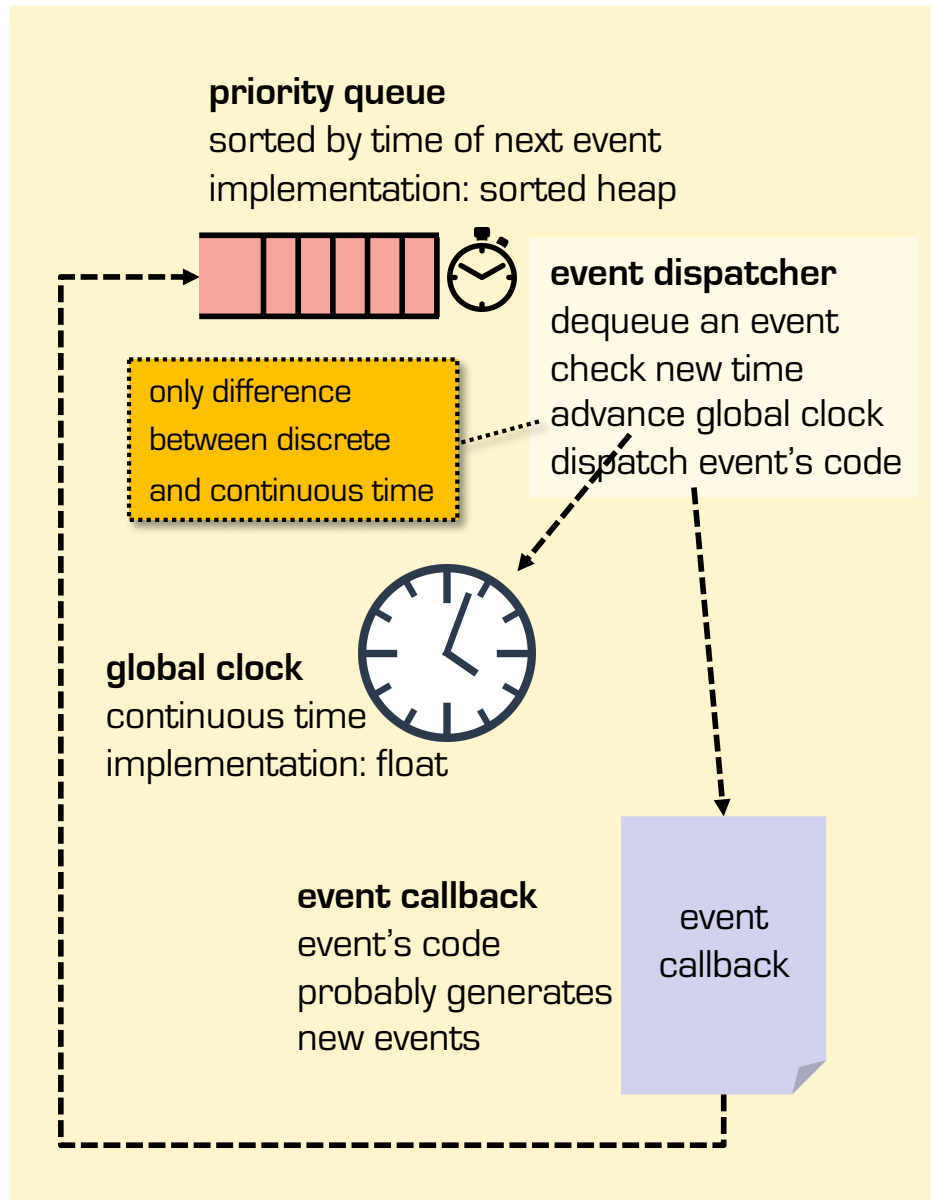 priority queue
sorted by time of next event
implementation: sorted heap
event dispatcher
dequeue an event
check new time
advance global clock
dispatch event's code
only difference
between discrete
and continuous time
global clock
continuous time
implementation: float
event callback
event's code
probably generates
new events
event
callback